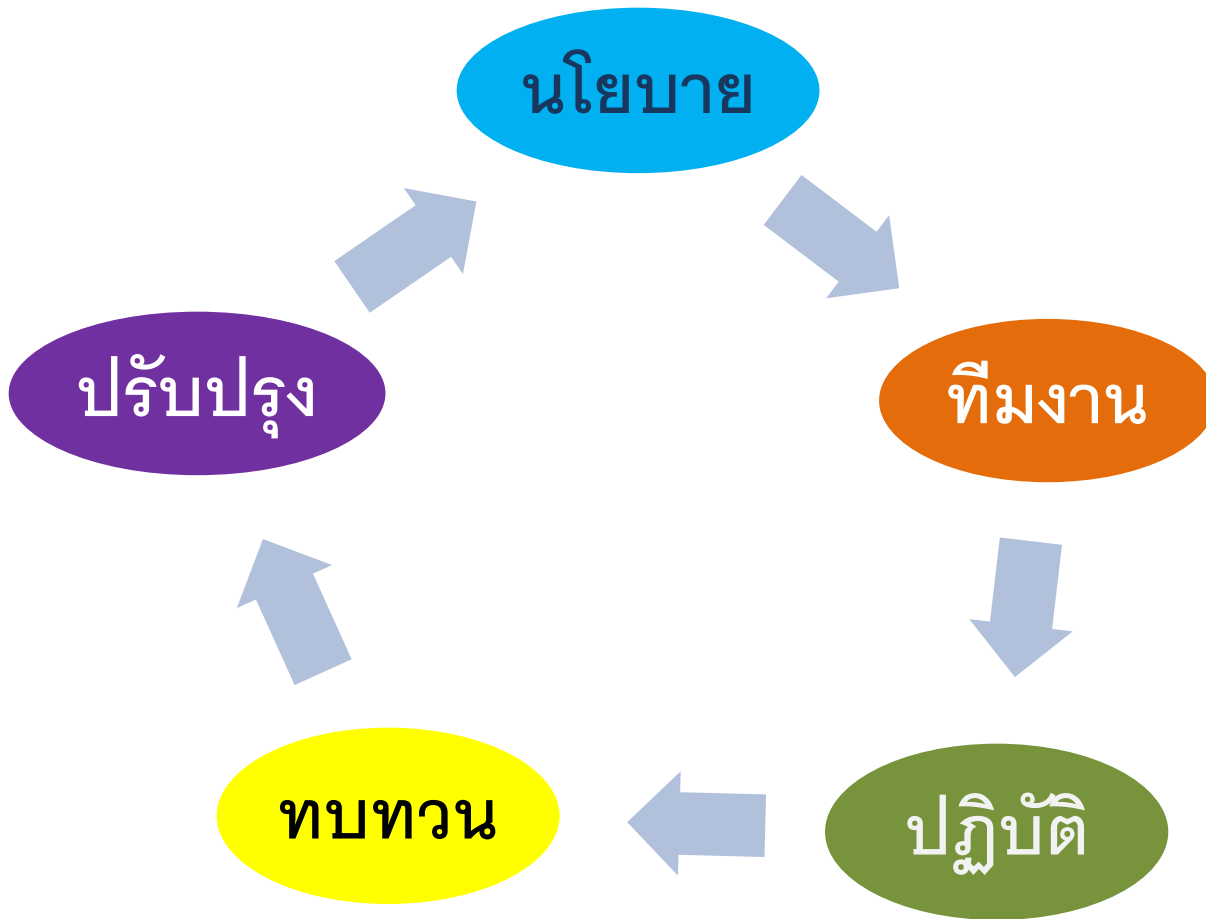 นโยบาย
ทีมงาน
ปฏิบัติ
ทบทวน
ปรับปรุง